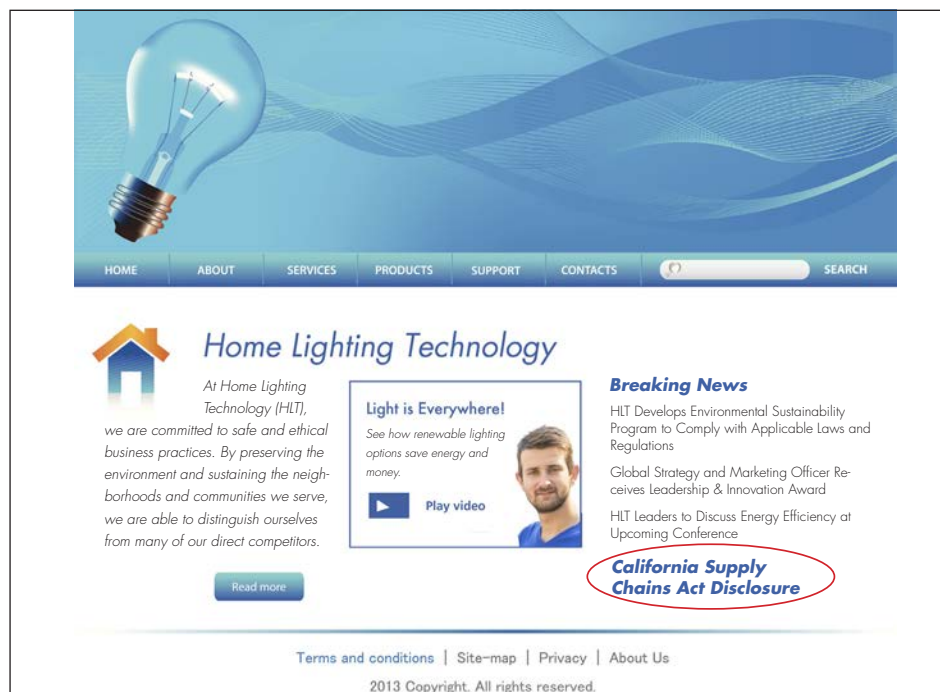 HOME
ABOUT
SERVICES
PRODUCTS
SUPPORT
CONTACTS
SEARCH
Home Lighting Technology
At Home Lighting
Technology (HLT),
we are committed to safe and ethical
business practices. By preserving the
environment and sustaining the neigh-
borhoods and communities we serve,
we are able to distinguish ourselves
from many of our direct competitors.
Read more
Light is Everywhere!
See how renewable lighting
options save energy and
money.
Play video
Breaking News
HLT Develops Environmental Sustainability
Program to Comply with Applicable Laws and
Regulations
Global Strategy and Marketing Officer Re-
ceives Leadership & Innovation Award
HLT Leaders to Discuss Energy Efficiency at
Upcoming Conference
California Supply
Chains Act Disclosure
Terms and conditions | Site-map | Privacy | About Us
2013 Copyright. All rights reserved.